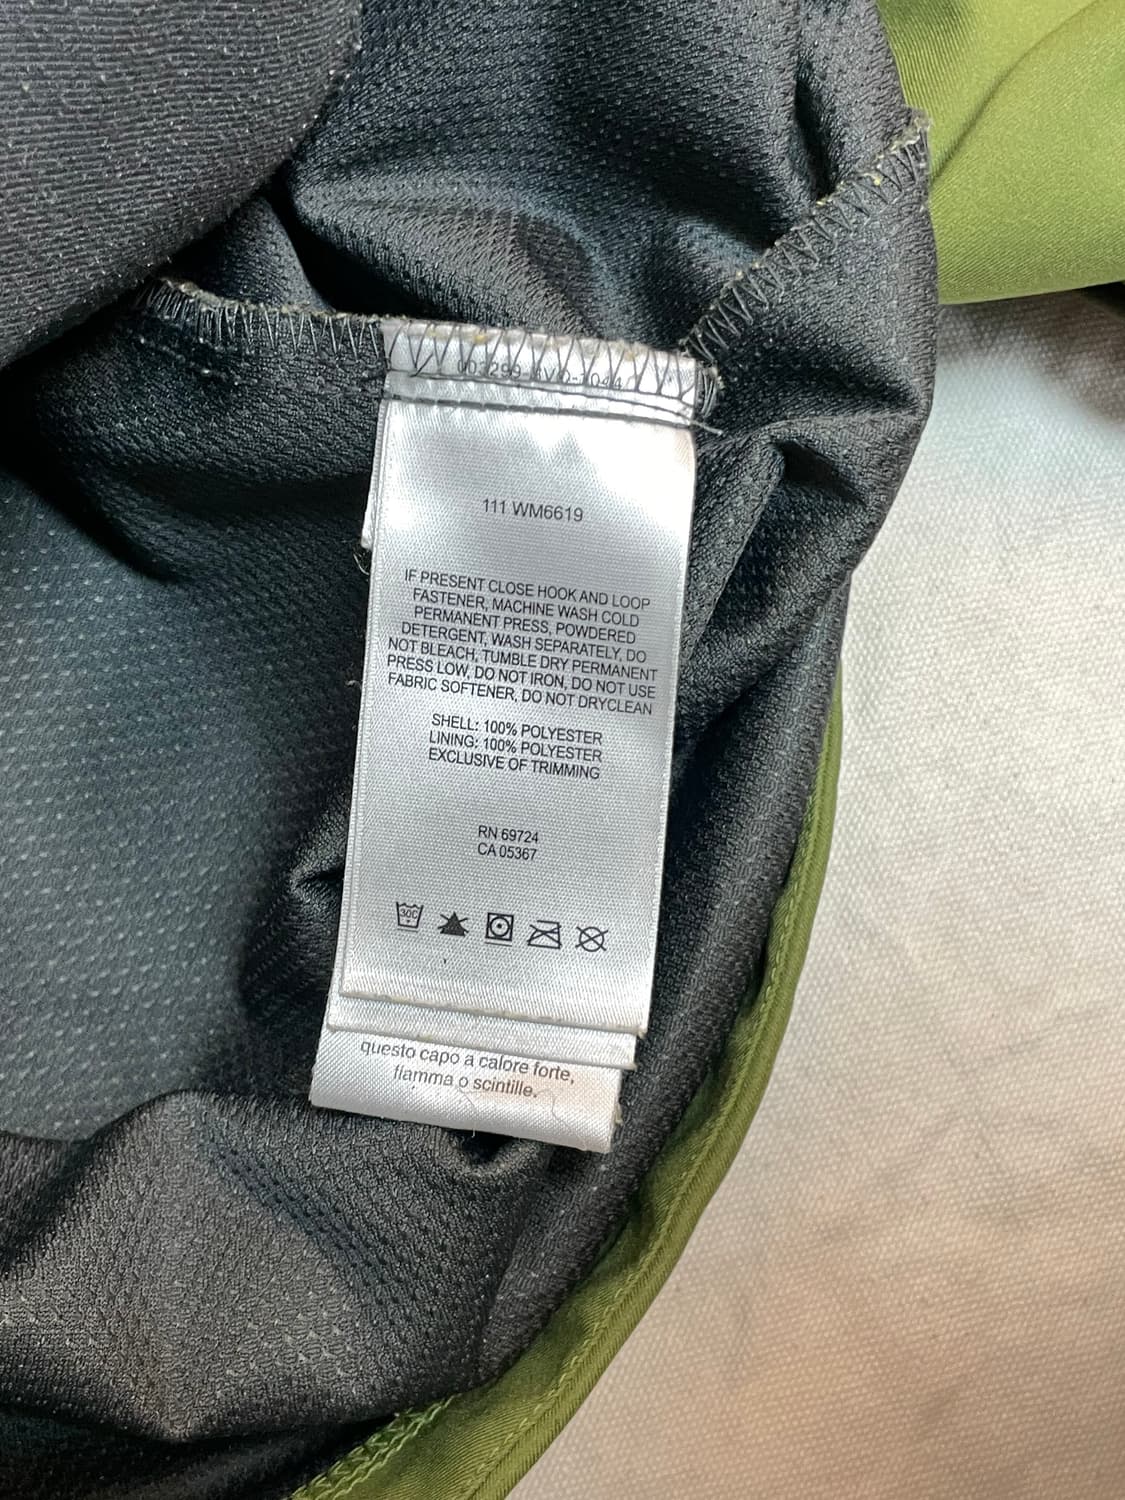 111 WM6619
IF PRESENT CLOSE HOOK AND LOOP
FASTENER, MACHINE WASH COLD
PERMANENT PRESS, POWDERED
DETERGENT, WASH SEPARATELY, DO
NOT BLEACH, TUMBLE DRY PERMANENT
PRESS LOW, DO NOT IRON, DO NOT USE
FABRIC SOFTENER, DO NOT DRYCLEAN
SHELL: 100% POLYESTER
LINING: 100% POLYESTER
EXCLUSIVE OF TRIMMING
RN 69724
CA 05367
30C
questo capo a calore forte,
fiamma o scintille.